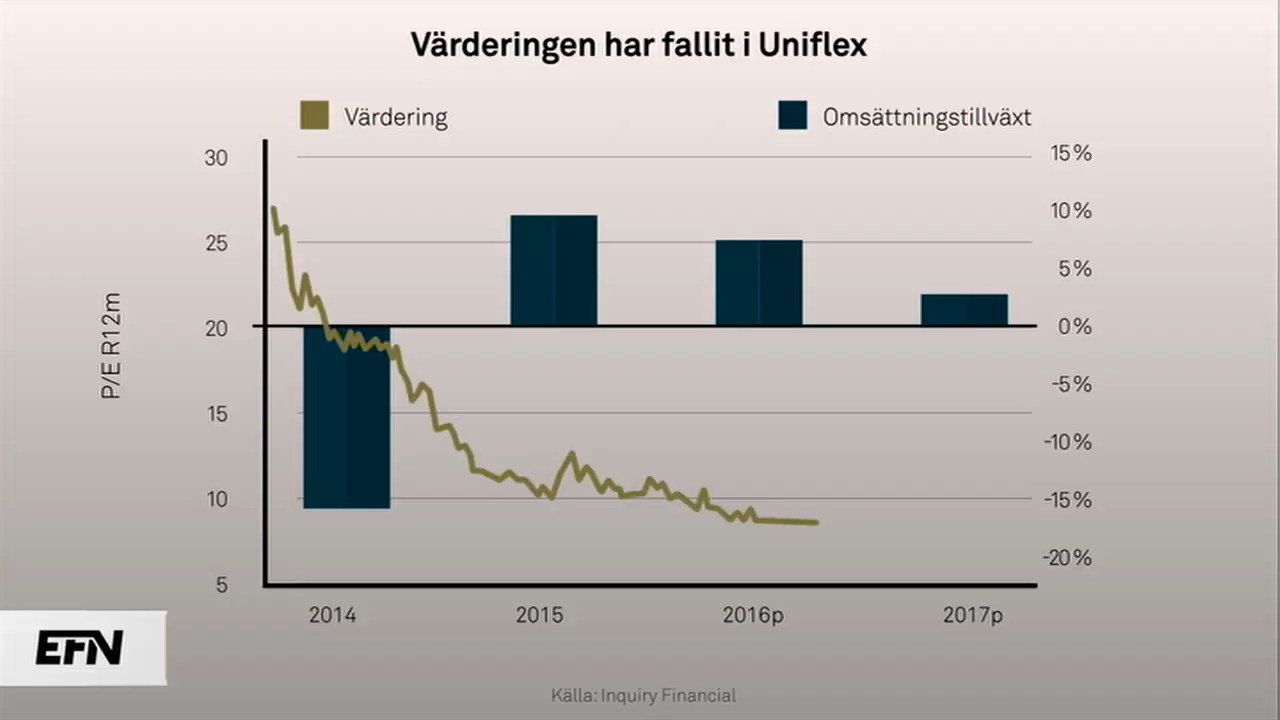 Värderingen har fallit i Uniflex
Värdering
Omsättningstillväxt
30
25
20
15
10
5
P/E R12m
15%
10%
5%
0%
-5%
-10%
-15%
-20%
2014
2015
2016p
2017p
EFN
Källa: Inquiry Financial